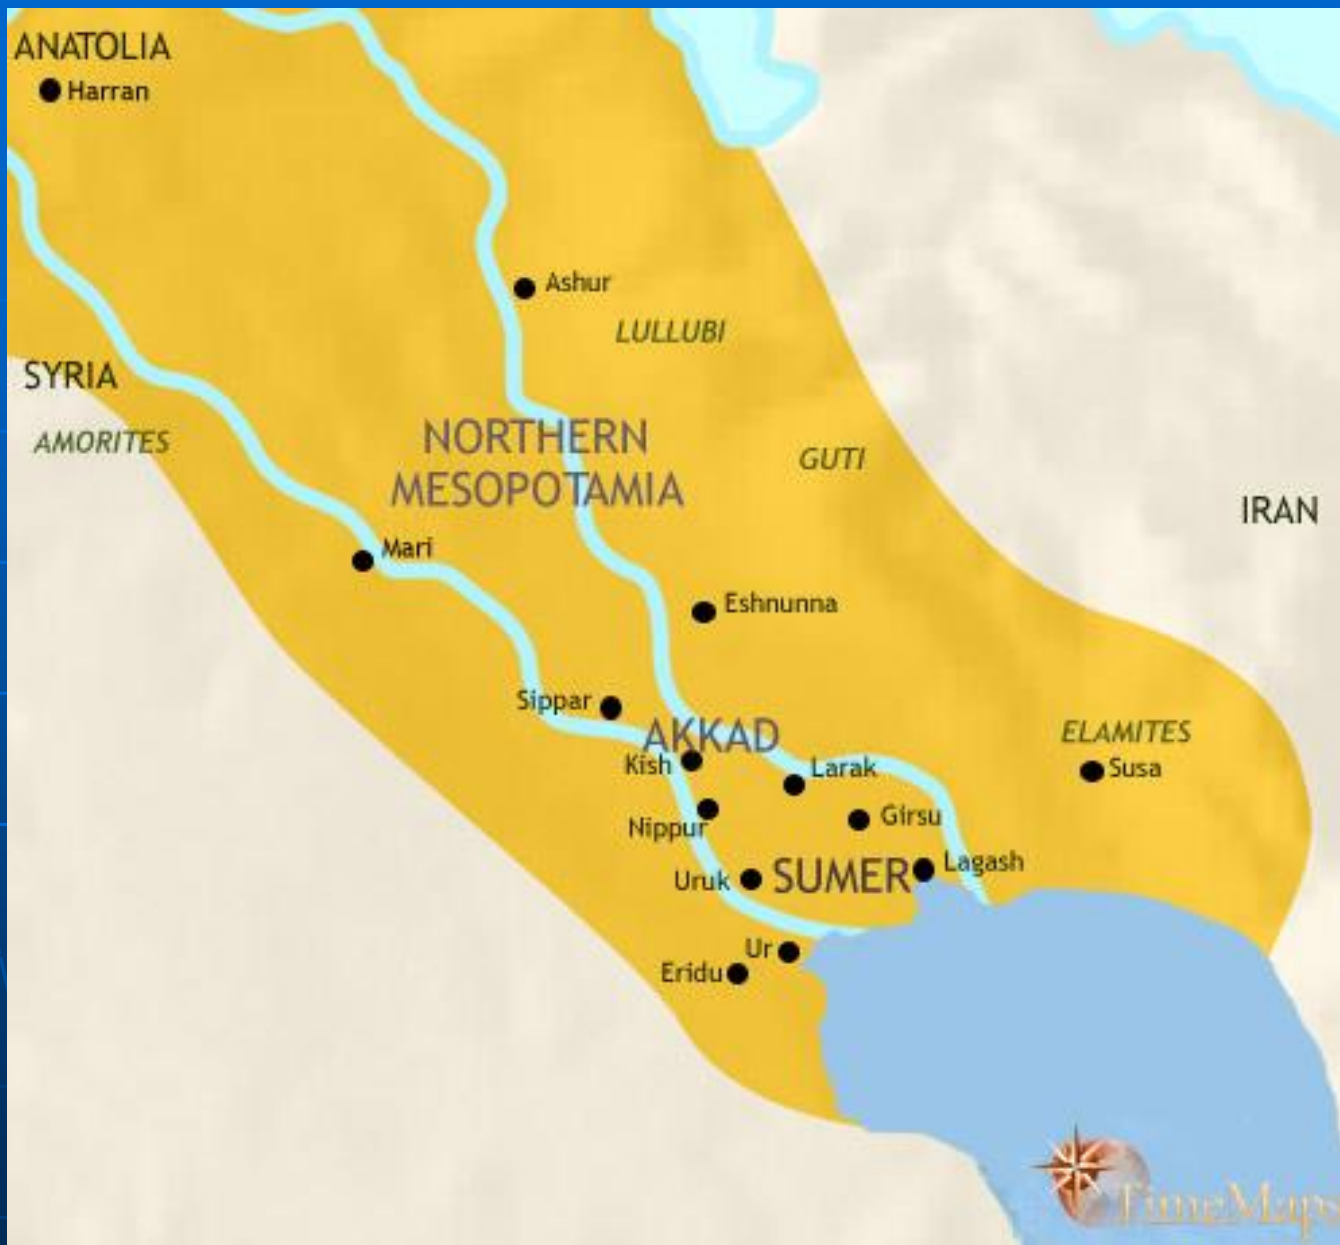 ANATOLIA
Harran
Ashur
LULLUBI
SYRIA
AMORITES
NORTHERN
MESOPOTAMIA
GUTI
IRAN
Mari
Eshnunna
Sippar
AKKAD
ELAMITES
Kish
Larak
Susa
Nippur
Girsu
Uruk
SUMER
Lagash
Ur
Eridu
TimeMaps